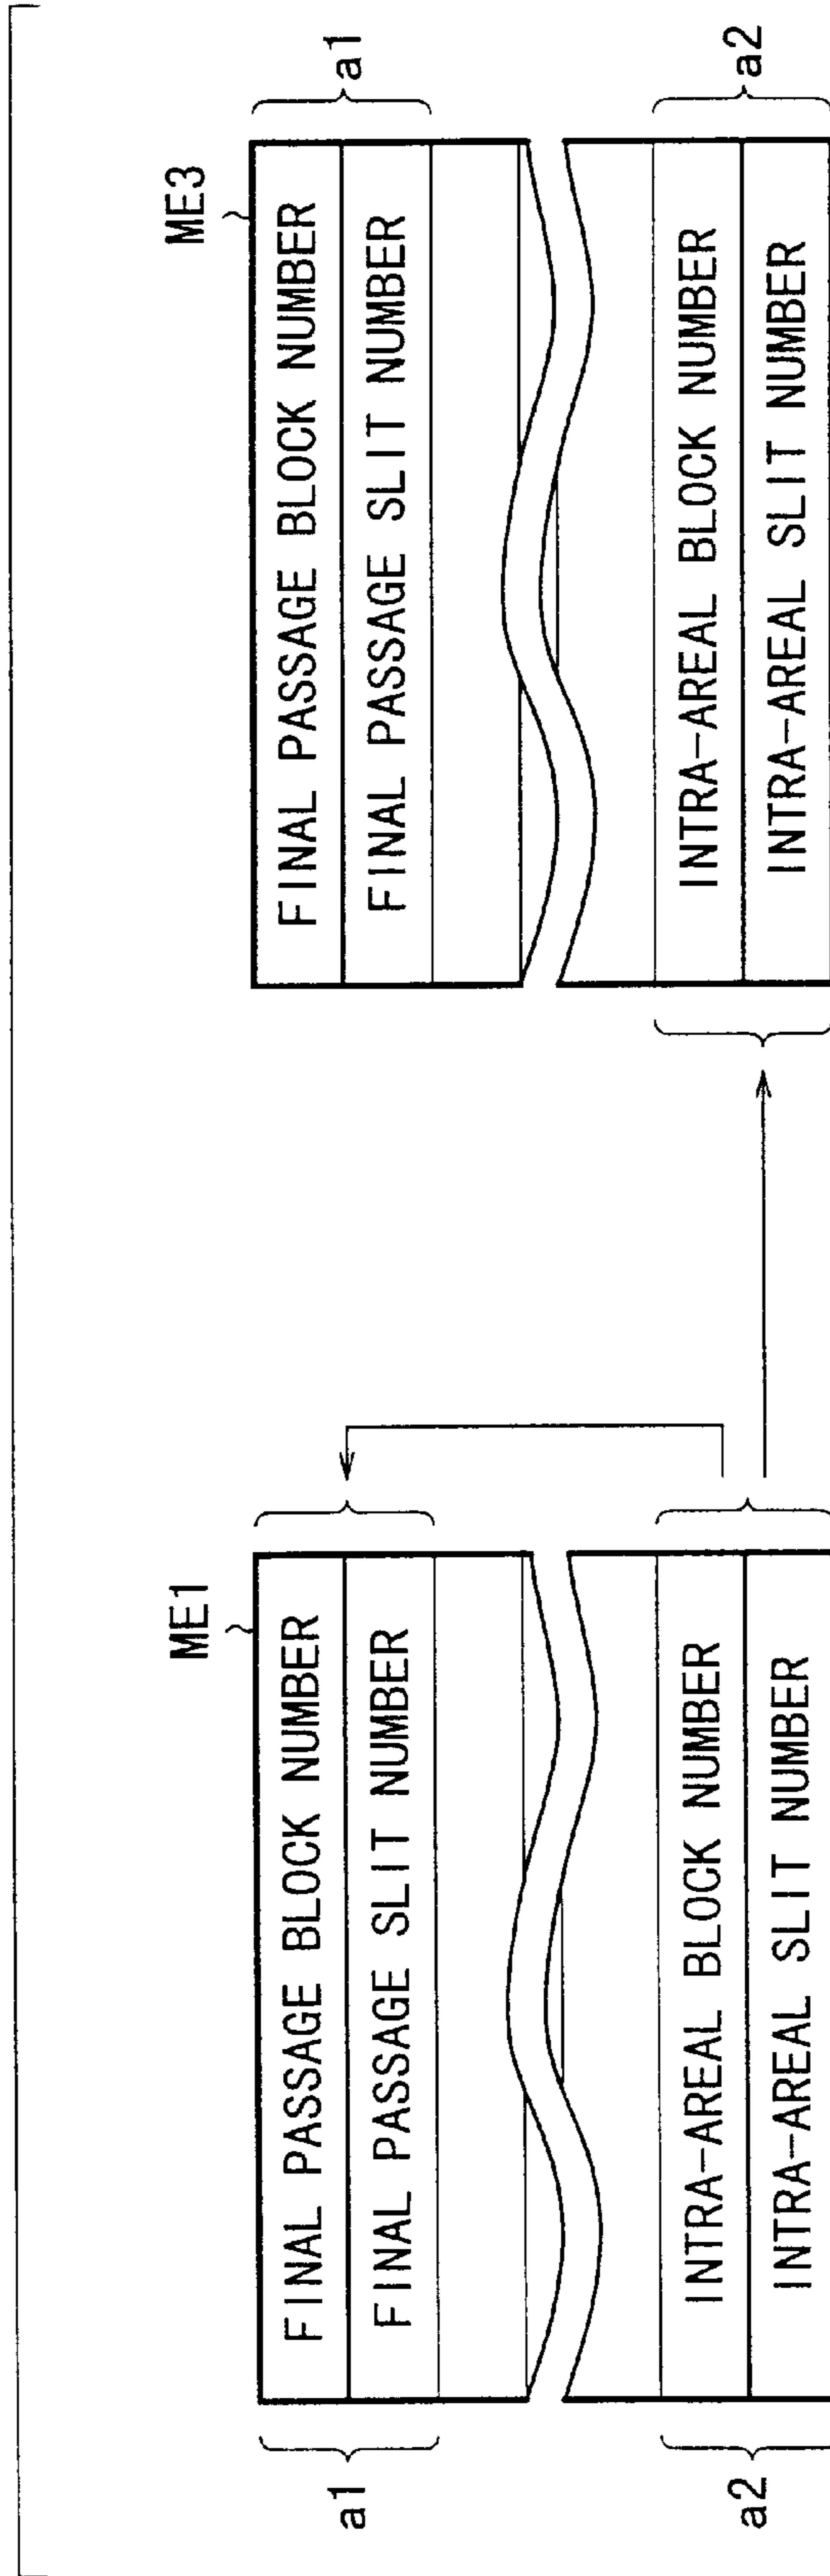 ME1
a1
FINAL PASSAGE BLOCK NUMBER
FINAL PASSAGE SLIT NUMBER
a2
INTRA-AREAL BLOCK NUMBER
INTRA-AREAL SLIT NUMBER
ME3
FINAL PASSAGE BLOCK NUMBER
FINAL PASSAGE SLIT NUMBER
a1
INTRA-AREAL BLOCK NUMBER
INTRA-AREAL SLIT NUMBER
a2